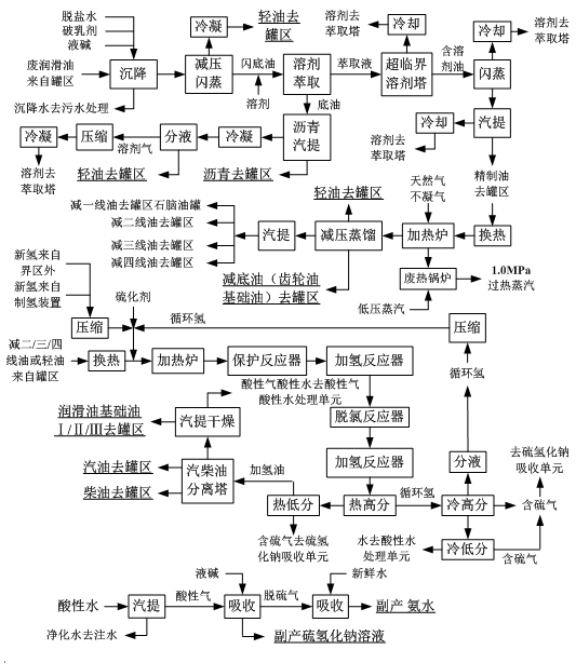 脱盐水
破乳剂
液碱
废润滑油
来自罐区
沉降
沉降水去污水处理
减压
闪蒸
冷凝
轻油去
罐区
闪底油
溶剂
溶剂
萃取
萃取液
底油
溶剂去
萃取塔
冷却
超临界
溶剂塔
含溶
剂油
闪蒸
冷却
溶剂去
萃取塔
冷凝
压缩
溶剂气
分液
冷凝
沥青
汽提
溶剂去
萃取塔
轻油去罐区
沥青去罐区
冷却
溶剂去
萃取塔
汽提
精制油
去罐区
轻油去罐区
天然气
不凝气
减一线油去罐区石脑油罐
减二线油去罐区
减三线油去罐区
减四线油去罐区
汽提
减压蒸馏
加热炉
换热
减底油（齿轮油
基础油）去罐区
废热锅炉
1.0MPa
过热蒸汽
低压蒸汽
新氢来自
界区外
新氢来自
制氢装置
硫化剂
压缩
循环氢
压缩
减二/三/四
线油或轻油
来自罐区
换热
加热炉
保护反应器
加氢反应器
循环氢
酸性气酸性水去酸性气
酸性水处理单元
润滑油基础油
Ⅰ/Ⅱ/Ⅲ去罐区
汽提干燥
脱氯反应器
汽油去罐区
柴油去罐区
汽柴油
分离塔
加氢油
加氢反应器
分液
去硫氢化钠
吸收单元
热低分
热高分
循环氢
冷高分
含硫气
含硫气去硫氢
化钠吸收单元
水去酸性水
处理单元
冷低分
含硫气
液碱
新鲜水
酸性水
汽提
酸性气
吸收
脱硫气
吸收
副产 氨水
净化水去注水
副产硫氢化钠溶液